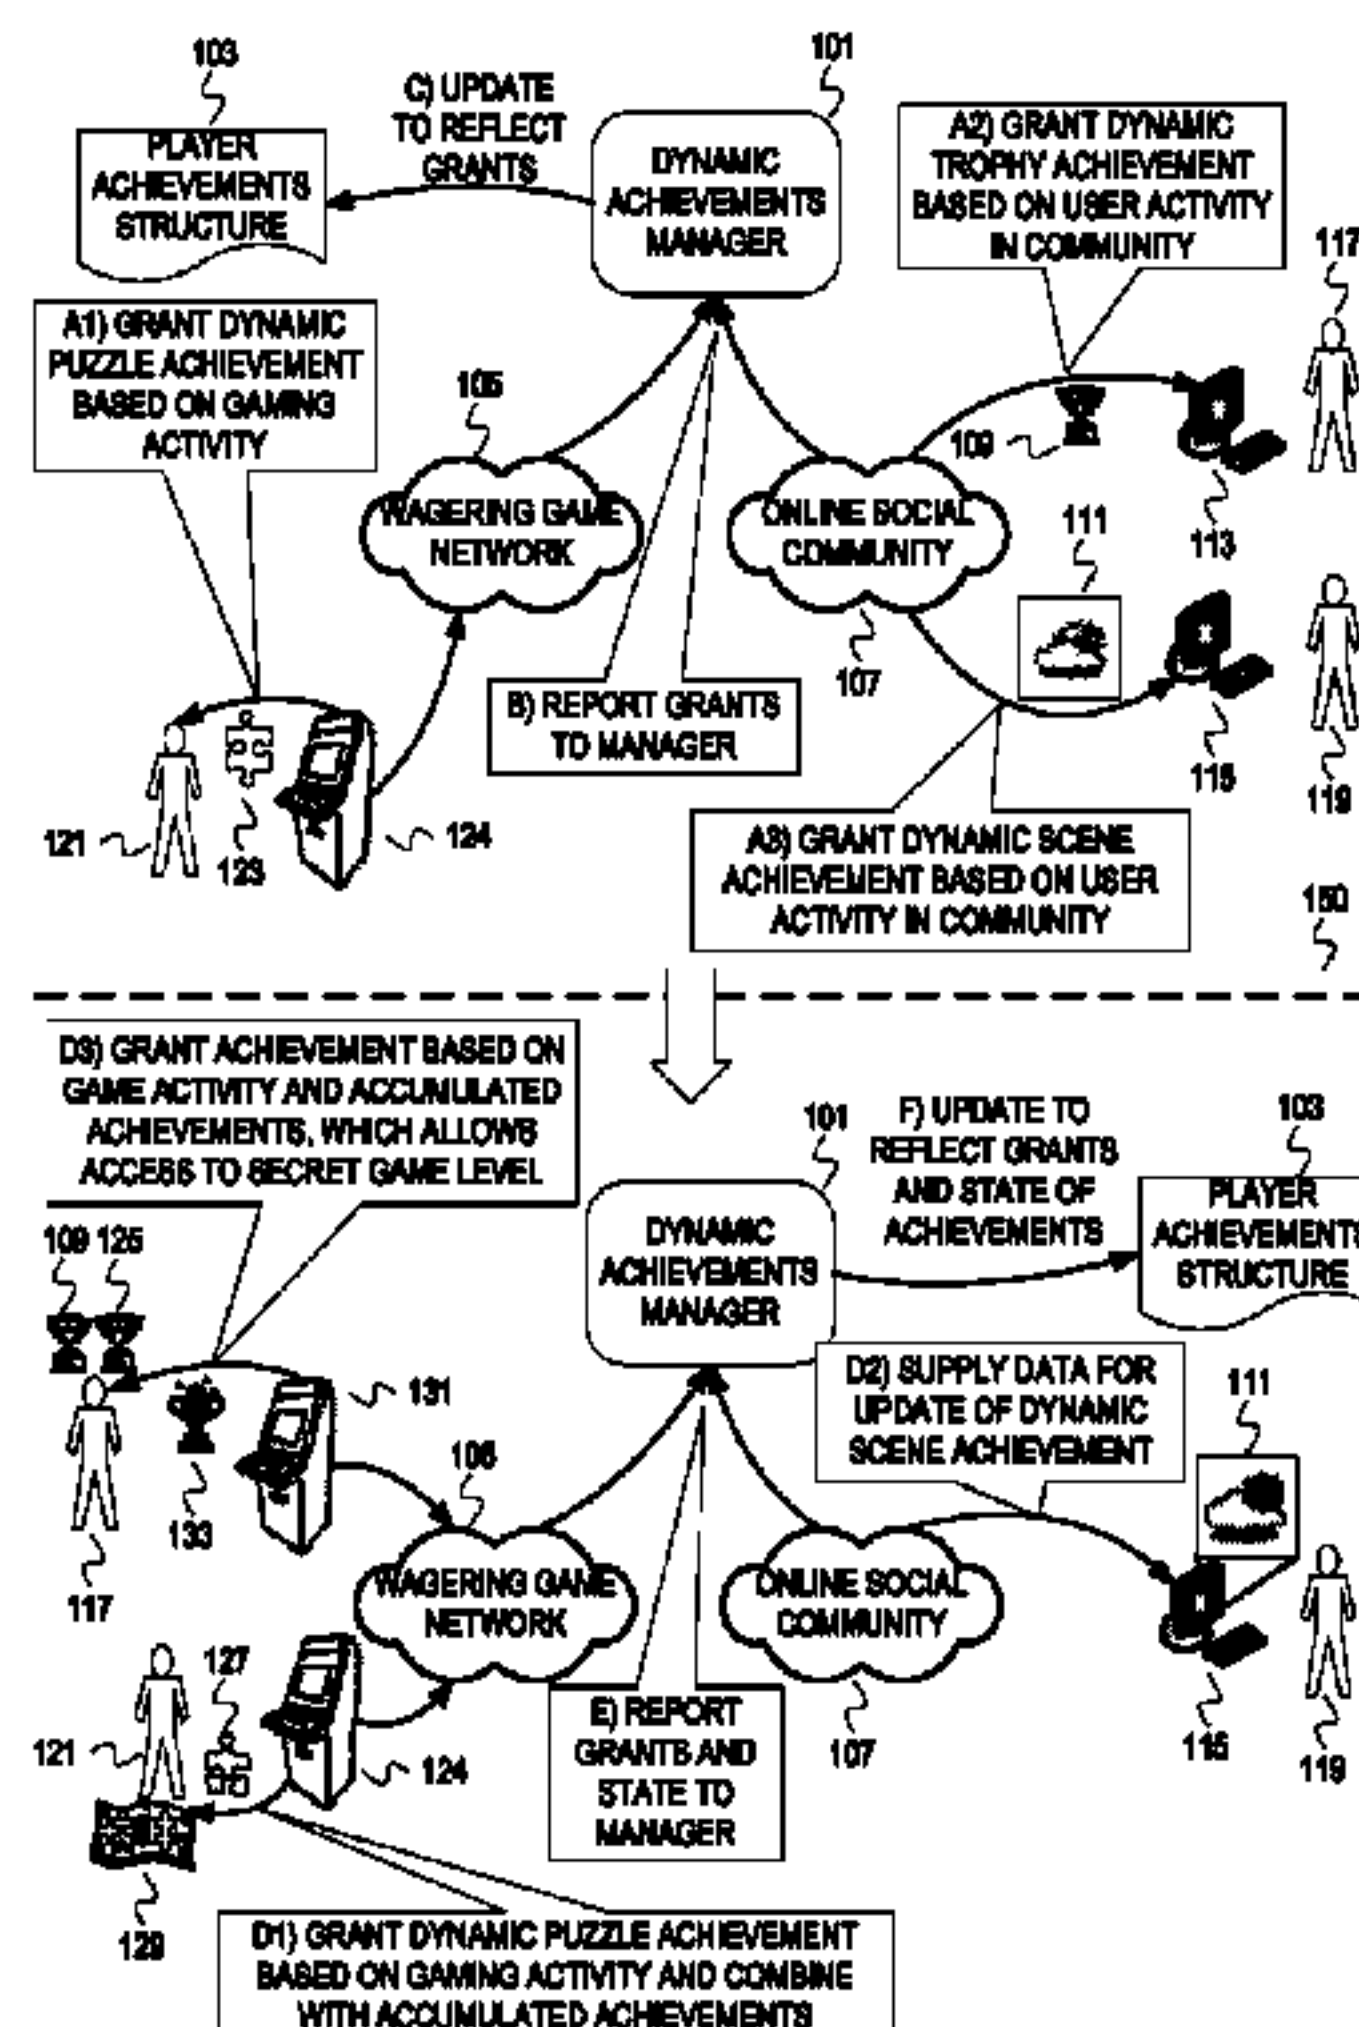 103
101
C) UPDATE
TO REFLECT
GRANTS
PLAYER
ACHIEVEMENTS
STRUCTURE
DYNAMIC
ACHIEVEMENTS
MANAGER
A2) GRANT DYNAMIC
TROPHY ACHIEVEMENT
BASED ON USER ACTIVITY
IN COMMUNITY
117
A1) GRANT DYNAMIC
PUZZLE ACHIEVEMENT
BASED ON GAMING
ACTIVITY
105
109
WAGERING GAME
NETWORK
ONLINE SOCIAL
COMMUNITY
111
113
107
B) REPORT GRANTS
TO MANAGER
115
119
121
123
124
A3) GRANT DYNAMIC SCENE
ACHIEVEMENT BASED ON USER
ACTIVITY IN COMMUNITY
150
D3) GRANT ACHIEVEMENT BASED ON
GAME ACTIVITY AND ACCUMULATED
ACHIEVEMENTS, WHICH ALLOWS
ACCESS TO SECRET GAME LEVEL
101
F) UPDATE TO
REFLECT GRANTS
AND STATE OF
ACHIEVEMENTS
103
PLAYER
ACHIEVEMENTS
STRUCTURE
109 125
DYNAMIC
ACHIEVEMENTS
MANAGER
D2) SUPPLY DATA FOR
UPDATE OF DYNAMIC
SCENE ACHIEVEMENT
111
131
105
133
117
WAGERING GAME
NETWORK
ONLINE SOCIAL
COMMUNITY
127
121
124
E) REPORT
GRANTS AND
STATE TO
MANAGER
107
115
119
129
D1) GRANT DYNAMIC PUZZLE ACHIEVEMENT
BASED ON GAMING ACTIVITY AND COMBINE
WITH ACCUMULATED ACHIEVEMENTS